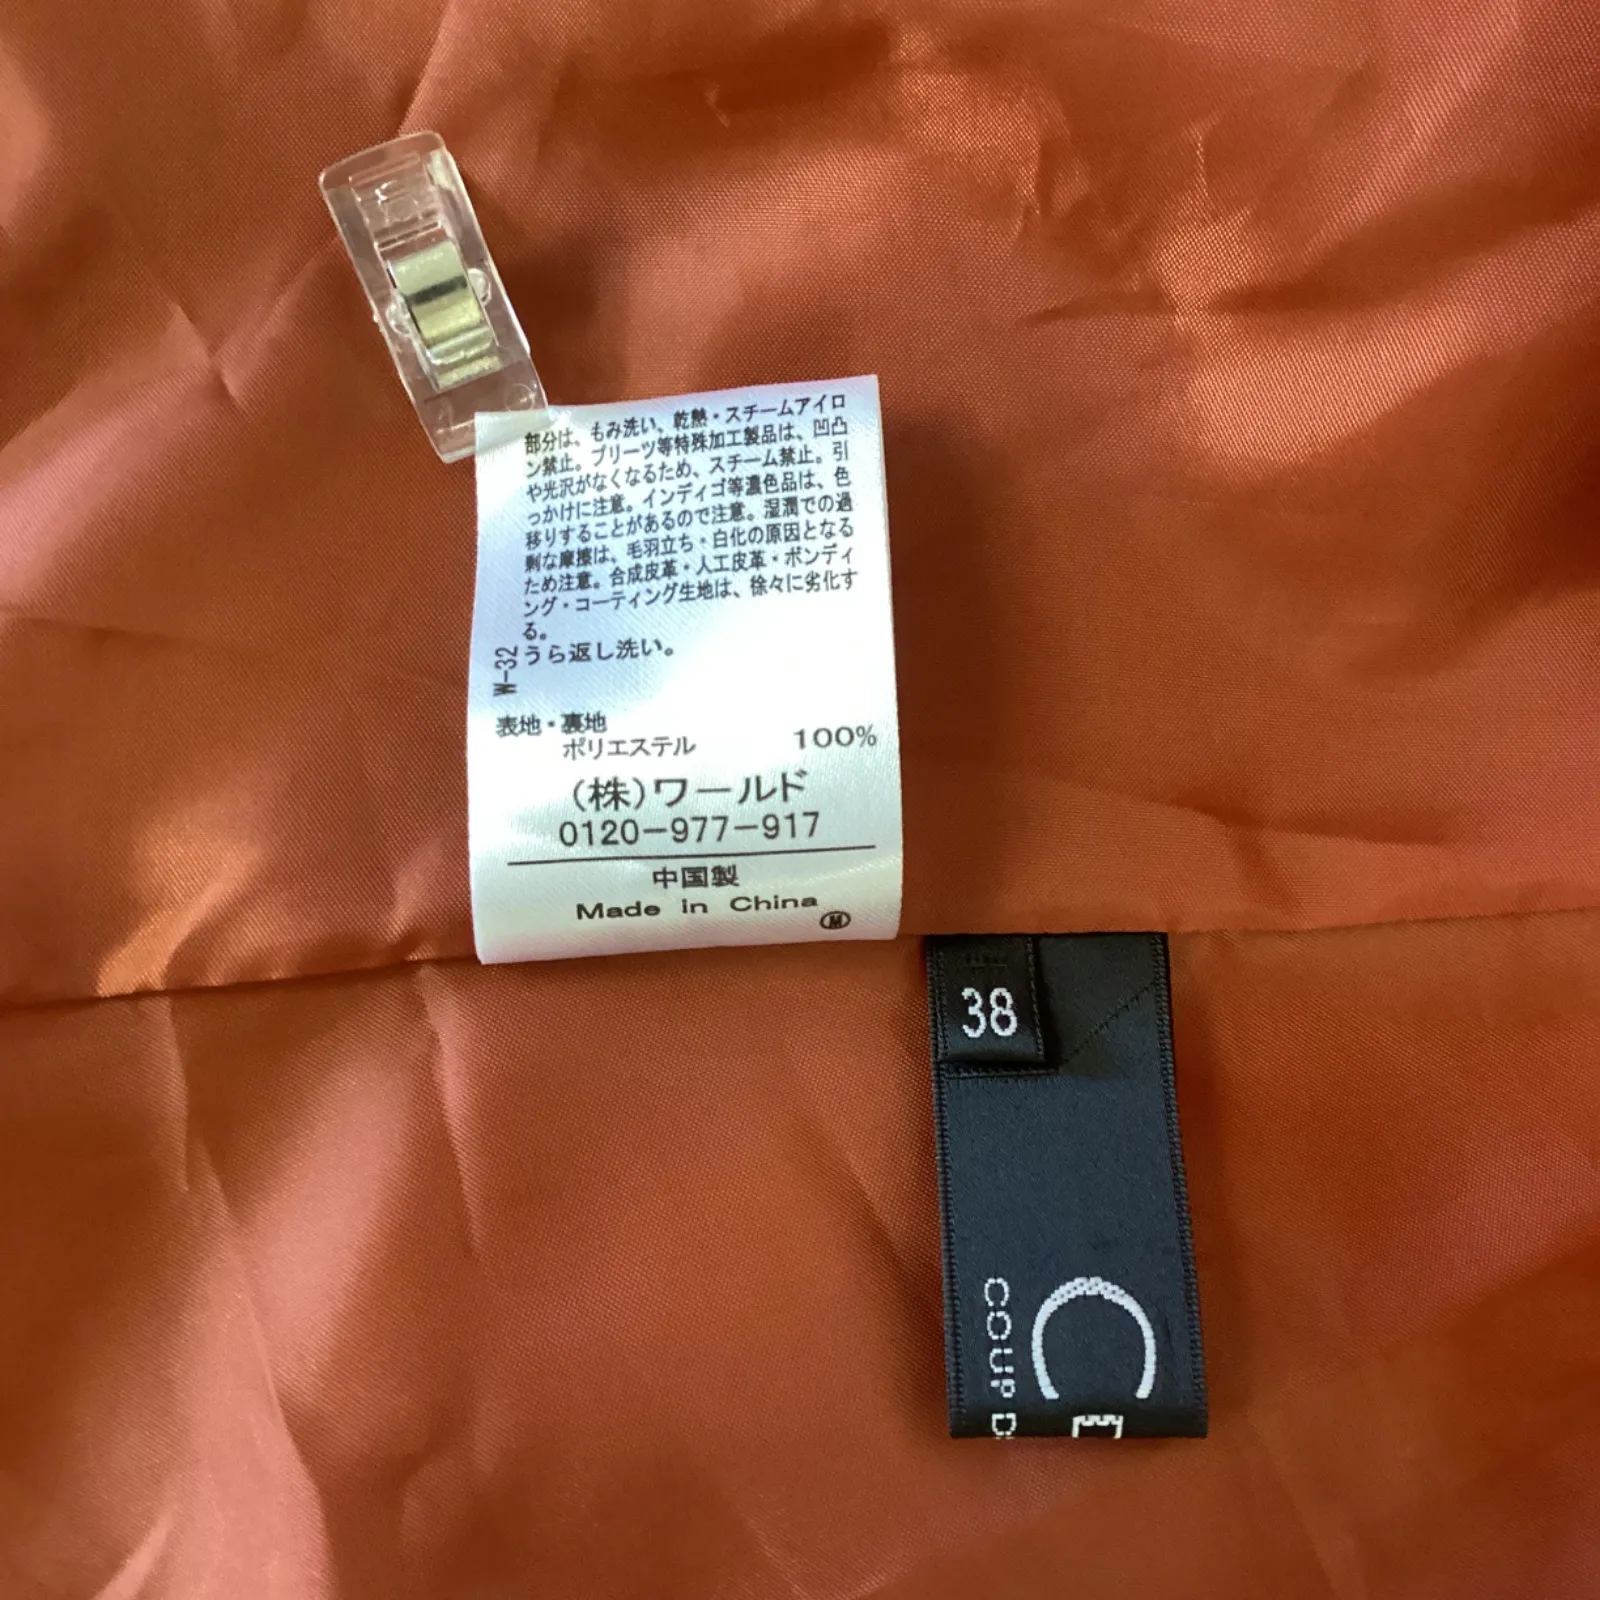 部分は、もみ洗い、乾熱・スチームアイロ
ン禁止。プリーツ等特殊加工製品は、凹凸
や光沢がなくなるため、スチーム禁止。引
っかけに注意。インディゴ等濃色品は、色
移りすることがあるので注意。湿潤での過
剰な摩擦は、毛羽立ち・白化の原因となる
ため注意。合成皮革・人工皮革・ボンディ
ング・コーティング生地は、徐々に劣化す
る。
うら返し洗い。
W-32
表地・裏地
ポリエステル 100%
(株)ワールド
0120-977-917
中国製
Made in China
M
38
C
COUP D